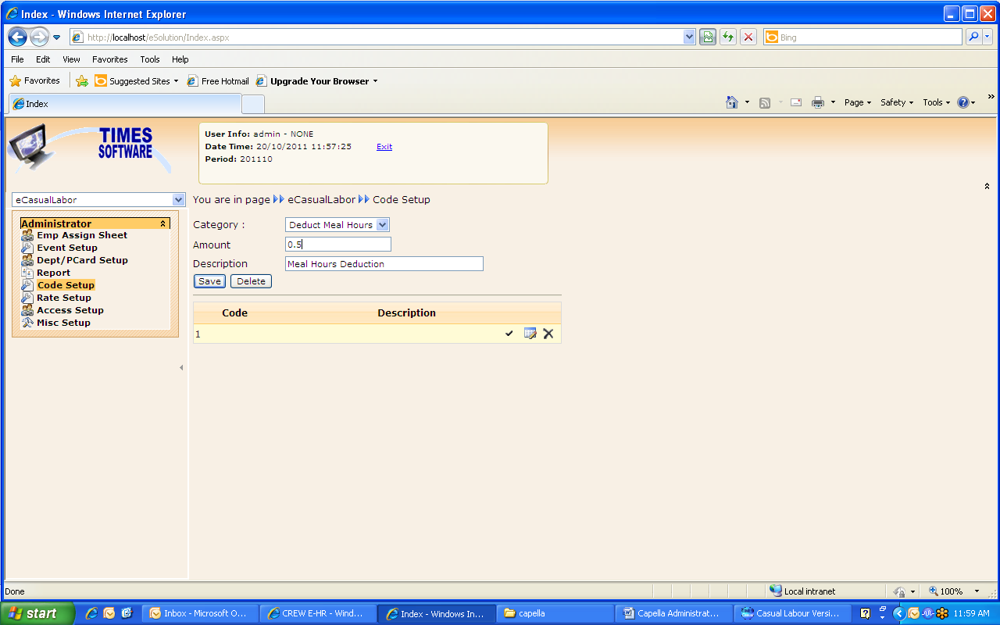 Index - Windows Internet Explorer
http://localhost/eSolution/Index.aspx
Bing
File Edit View Favorites Tools Help
Favorites Suggested Sites Free Hotmail Upgrade Your Browser
Index
Page Safety Tools
TIMES
SOFTWARE
User Info: admin - NONE
Date Time: 20/10/2011 11:57:25 Exit
Period: 201110
eCasualLabor
You are in page eCasualLabor Code Setup
Administrator
Emp Assign Sheet
Event Setup
Dept/PCard Setup
Report
Code Setup
Rate Setup
Access Setup
Misc Setup
Category : Deduct Meal Hours
Amount 0.5
Description Meal Hours Deduction
Save Delete
Code Description
1
Done Local intranet 100%
start Inbox - Microsoft O... CREW E-HR - Wind... Index - Windows In... capella Capella Administrat... Casual Labour Versi... 11:59 AM